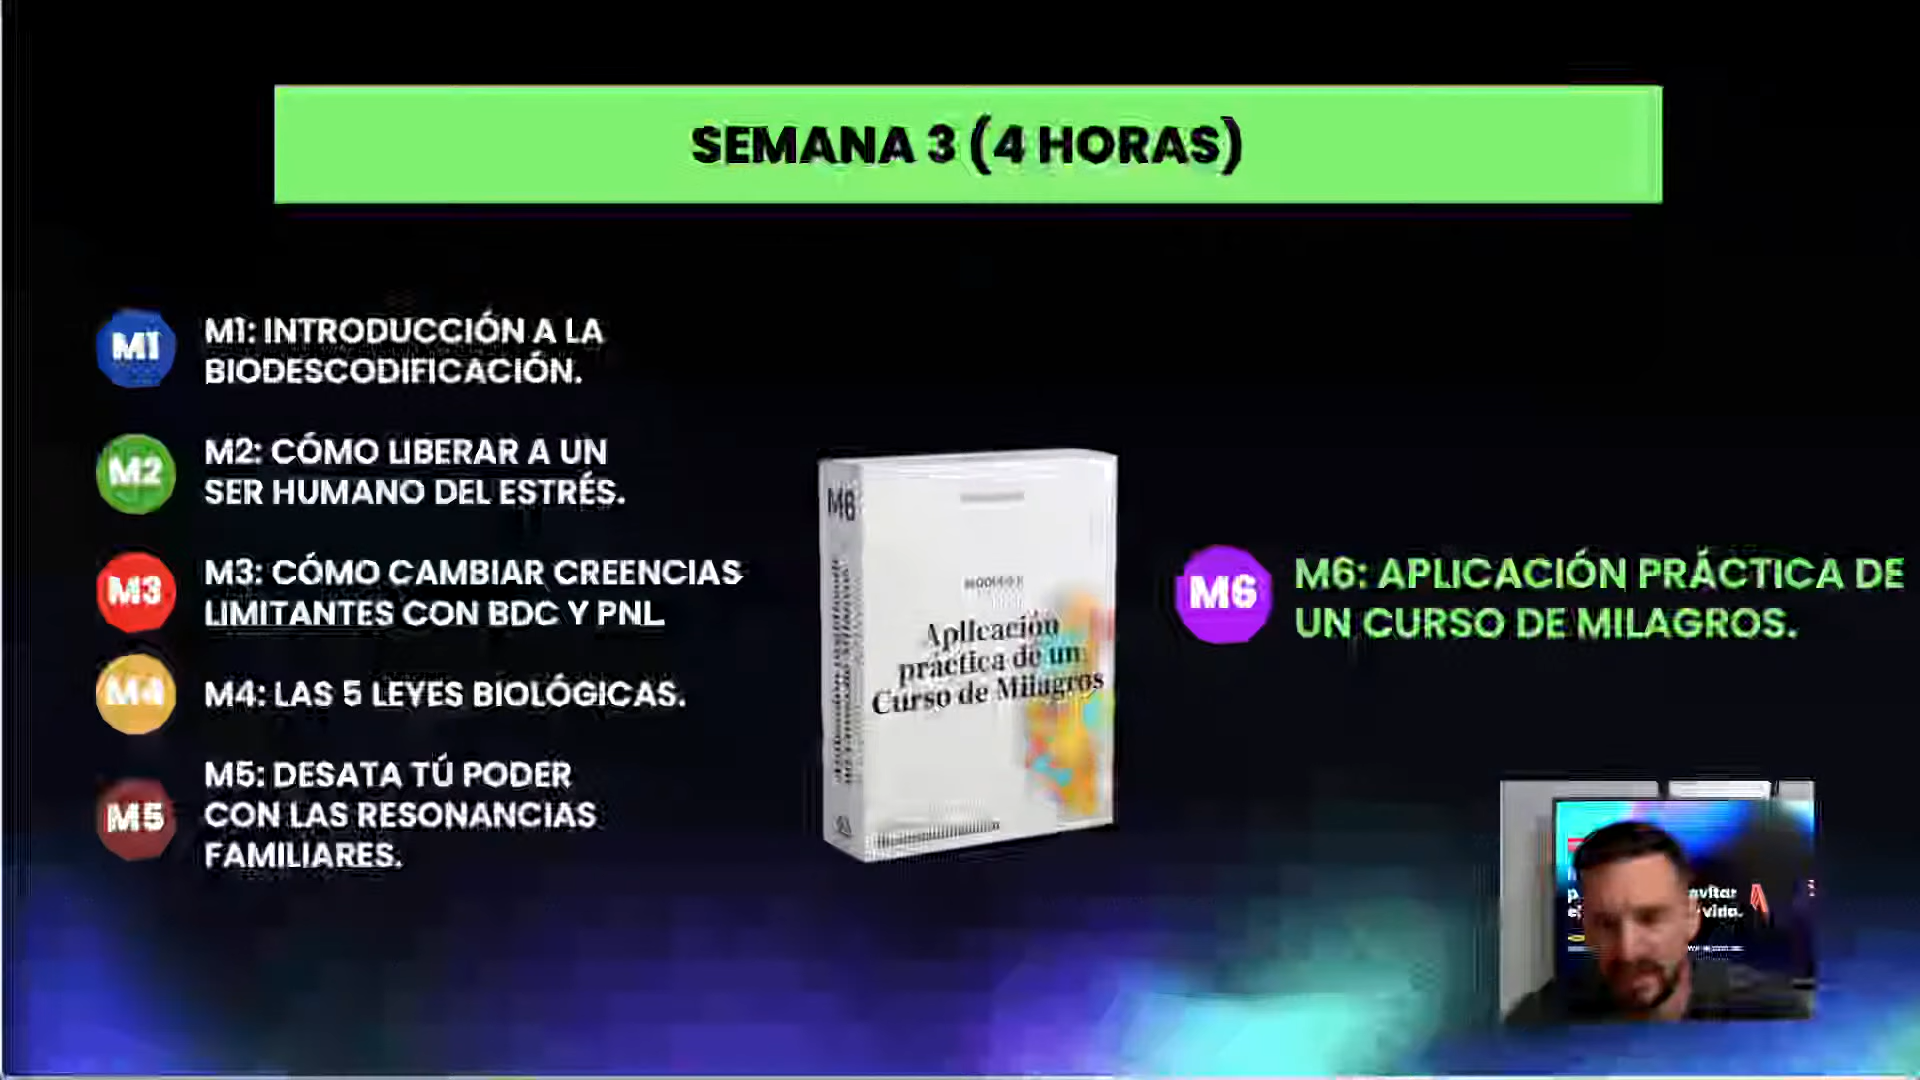 SEMANA 3 (4 HORAS)
M1
M1: INTRODUCCIÓN A LA
BIODESCODIFICACIÓN.
M2
M2: CÓMO LIBERAR A UN
SER HUMANO DEL ESTRÉS.
M3
M3: CÓMO CAMBIAR CREENCIAS
LIMITANTES CON BDC Y PNL
M4
M4: LAS 5 LEYES BIOLÓGICAS.
M5
M5: DESATA TÚ PODER
CON LAS RESONANCIAS
FAMILIARES.
M6
Aplicación
práctica de un
Curso de Milagros
M6
M6: APLICACIÓN PRÁCTICA DE
UN CURSO DE MILAGROS.
vida.